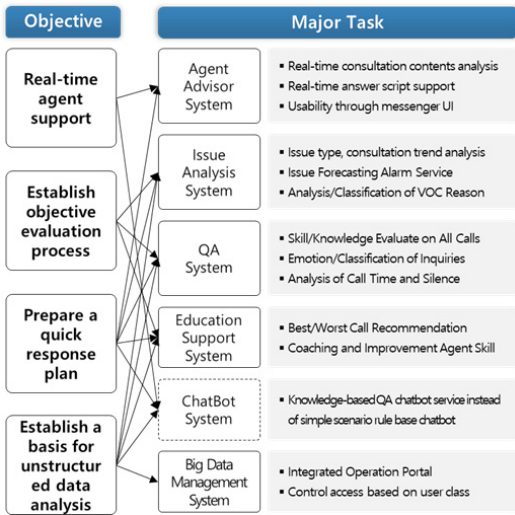 Objective
Major Task
Real-time
agent
support
Establish
objective
evaluation
process
Prepare a
quick
response
plan
Establish a
basis for
unstructur
ed data
analysis
Agent
Advisor
System
▪ Real-time consultation contents analysis
▪ Real-time answer script support
▪ Usability through messenger UI
Issue
Analysis
System
▪ Issue type, consultation trend analysis
▪ Issue Forecasting Alarm Service
▪ Analysis/Classification of VOC Reason
QA
System
▪ Skill/Knowledge Evaluate on All Calls
▪ Emotion/Classification of Inquiries
▪ Analysis of Call Time and Silence
Education
Support
System
▪ Best/Worst Call Recommendation
▪ Coaching and Improvement Agent Skill
ChatBot
System
▪ Knowledge-based QA chatbot service instead
of simple scenario rule base chatbot
Big Data
Management
System
▪ Integrated Operation Portal
▪ Control access based on user class